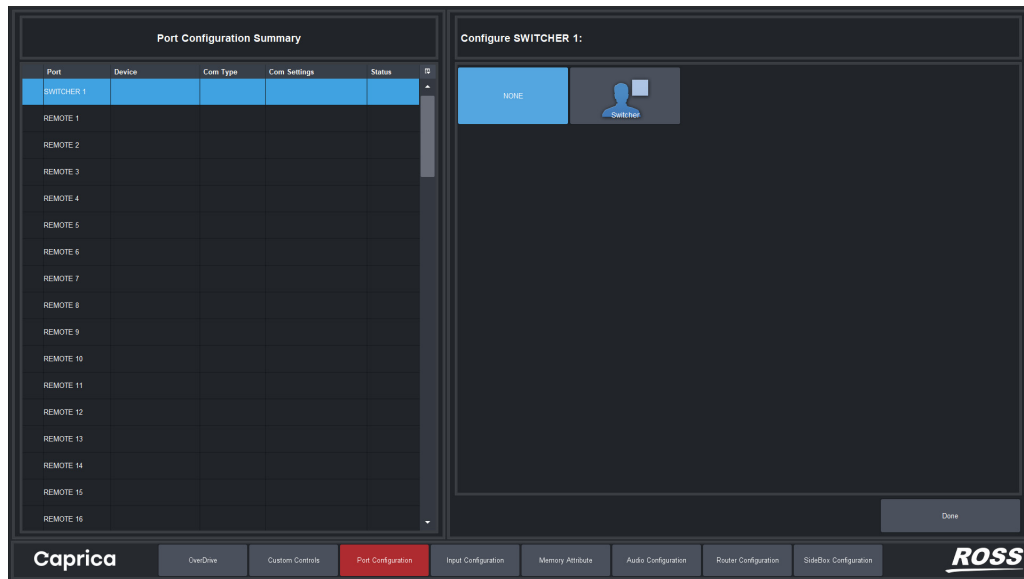 Port Configuration Summary
Configure SWITCHER 1:
Port Device Com Type Com Settings Status
SWITCHER 1
REMOTE 1
REMOTE 2
REMOTE 3
REMOTE 4
REMOTE 5
REMOTE 6
REMOTE 7
REMOTE 8
REMOTE 9
REMOTE 10
REMOTE 11
REMOTE 12
REMOTE 13
REMOTE 14
REMOTE 15
REMOTE 16
NONE
Switcher
Done
Caprica
OverDrive
Custom Controls
Port Configuration
Input Configuration
Memory Attribute
Audio Configuration
Router Configuration
SideBox Configuration
ROSS